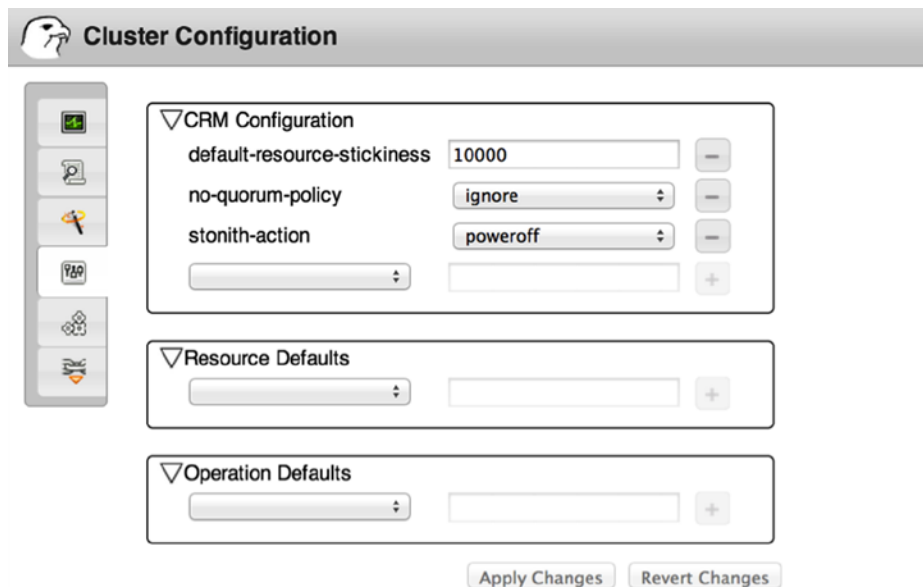 Cluster Configuration
CRM Configuration
default-resource-stickiness 10000
no-quorum-policy ignore
stonith-action poweroff
Resource Defaults
Operation Defaults
Apply Changes Revert Changes